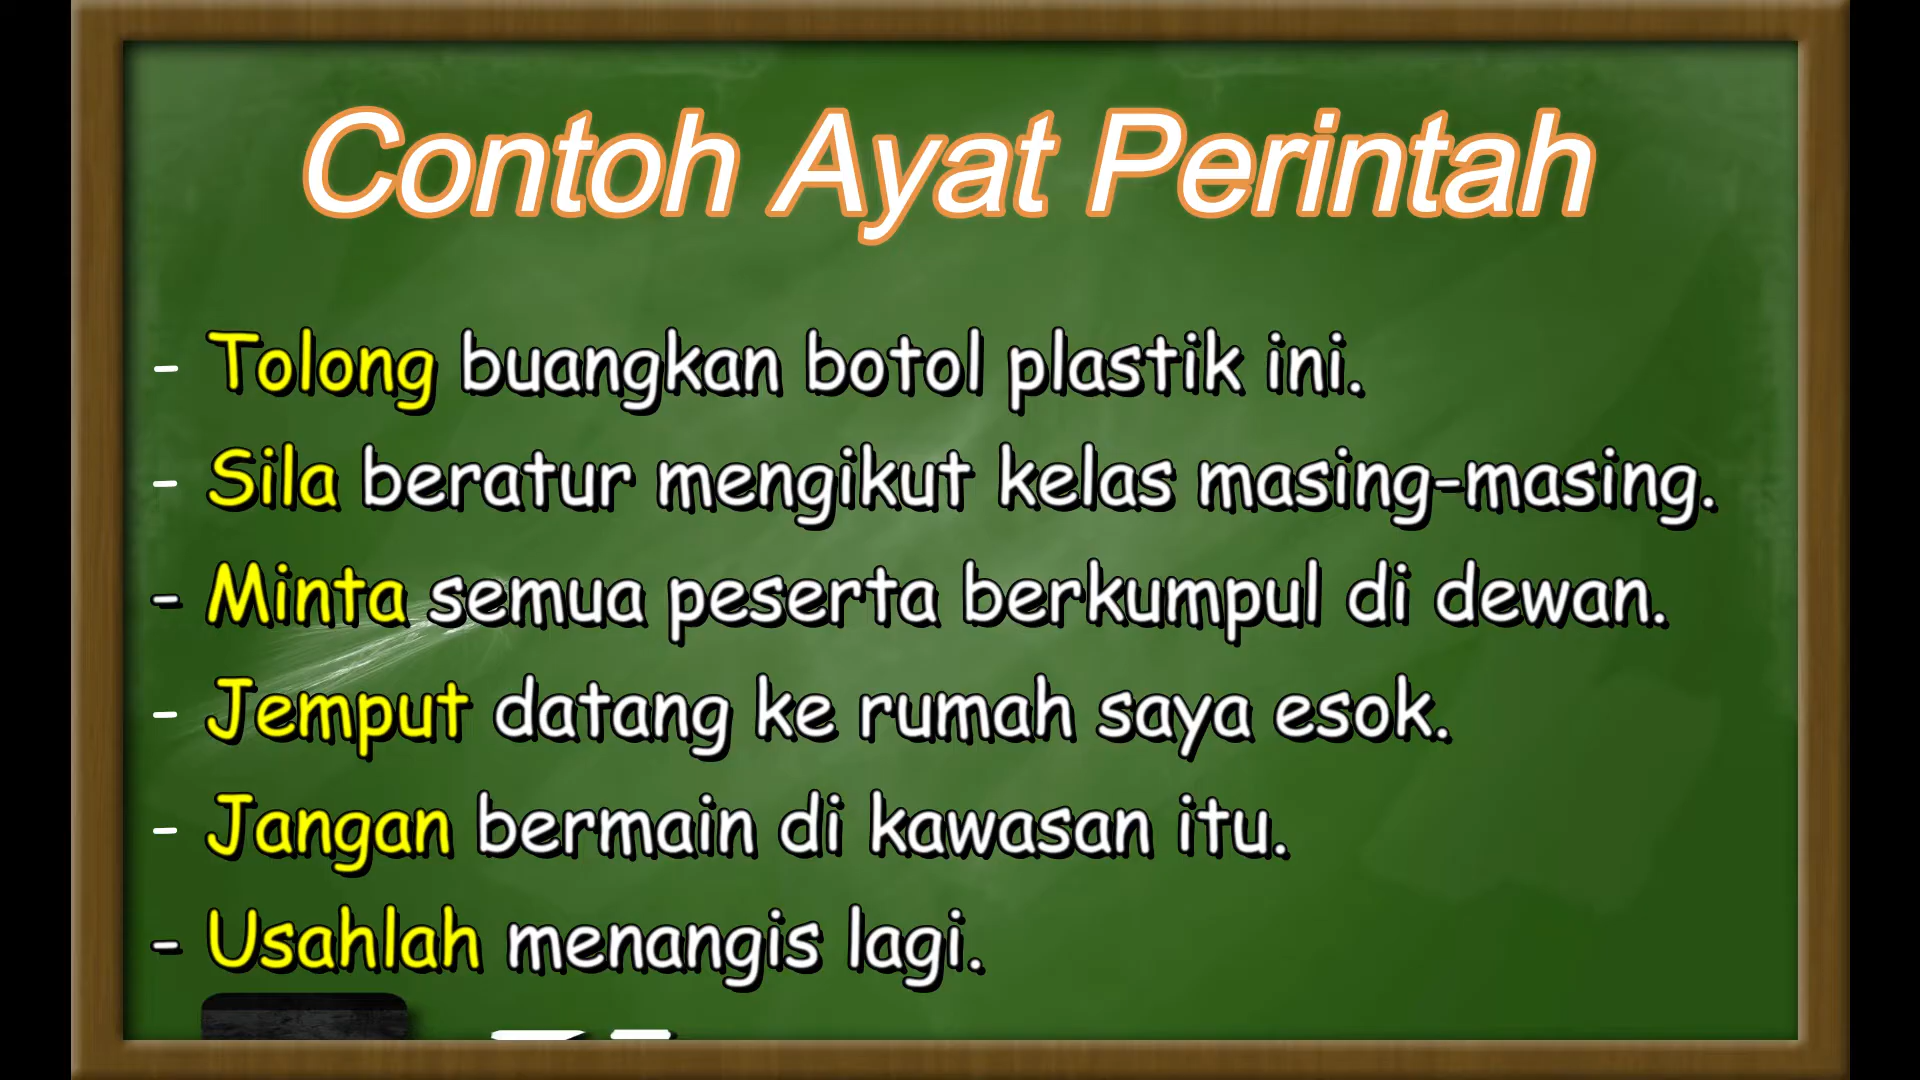 Contoh Ayat Perintah
- Tolong buangkan botol plastik ini.
- Sila beratur mengikut kelas masing-masing.
- Minta semua peserta berkumpul di dewan.
- Jemput datang ke rumah saya esok.
- Jangan bermain di kawasan itu.
- Usahlah menangis lagi.